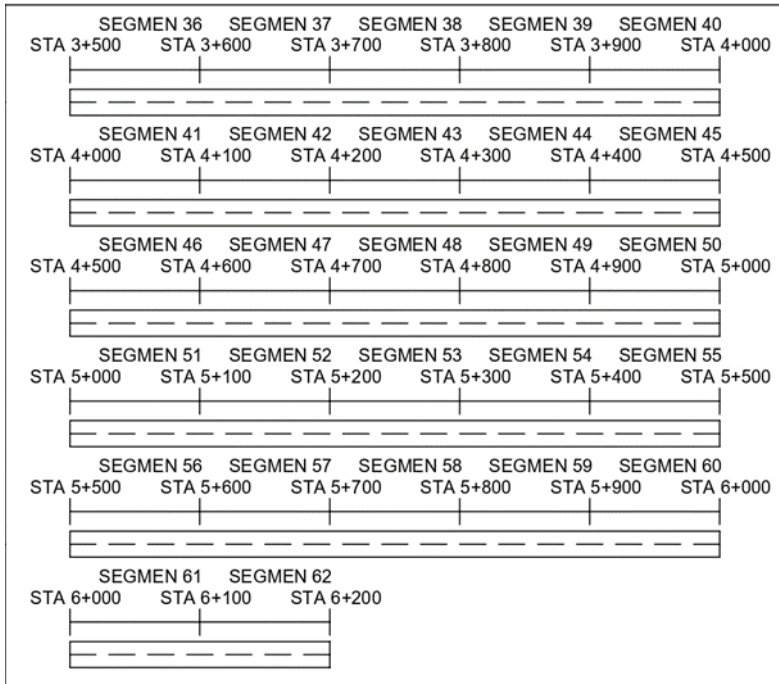 SEGMEN 36 SEGMEN 37 SEGMEN 38 SEGMEN 39 SEGMEN 40
STA 3+500 STA 3+600 STA 3+700 STA 3+800 STA 3+900 STA 4+000
SEGMEN 41 SEGMEN 42 SEGMEN 43 SEGMEN 44 SEGMEN 45
STA 4+000 STA 4+100 STA 4+200 STA 4+300 STA 4+400 STA 4+500
SEGMEN 46 SEGMEN 47 SEGMEN 48 SEGMEN 49 SEGMEN 50
STA 4+500 STA 4+600 STA 4+700 STA 4+800 STA 4+900 STA 5+000
SEGMEN 51 SEGMEN 52 SEGMEN 53 SEGMEN 54 SEGMEN 55
STA 5+000 STA 5+100 STA 5+200 STA 5+300 STA 5+400 STA 5+500
SEGMEN 56 SEGMEN 57 SEGMEN 58 SEGMEN 59 SEGMEN 60
STA 5+500 STA 5+600 STA 5+700 STA 5+800 STA 5+900 STA 6+000
SEGMEN 61 SEGMEN 62
STA 6+000 STA 6+100 STA 6+200